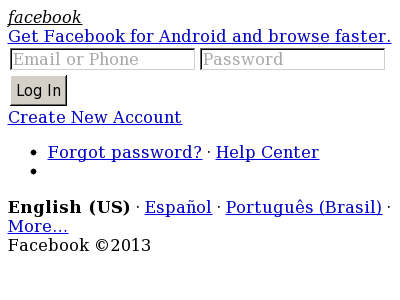 facebook
Get Facebook for Android and browse faster.
Email or Phone Password
Log In
Create New Account
Forgot password? · Help Center
English (US) · Español · Português (Brasil) ·
More…
Facebook ©2013